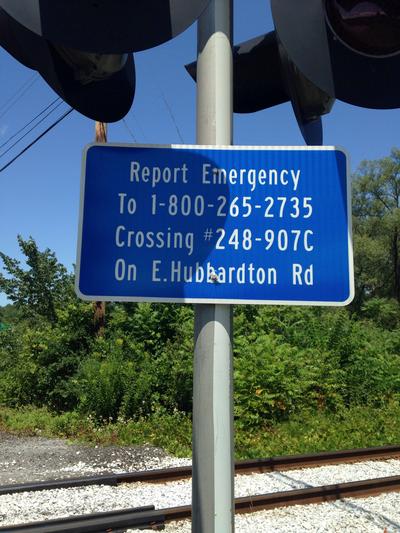 Report Emergency
To 1-800-265-2735
Crossing #248-907C
On E.Hubbardton Rd